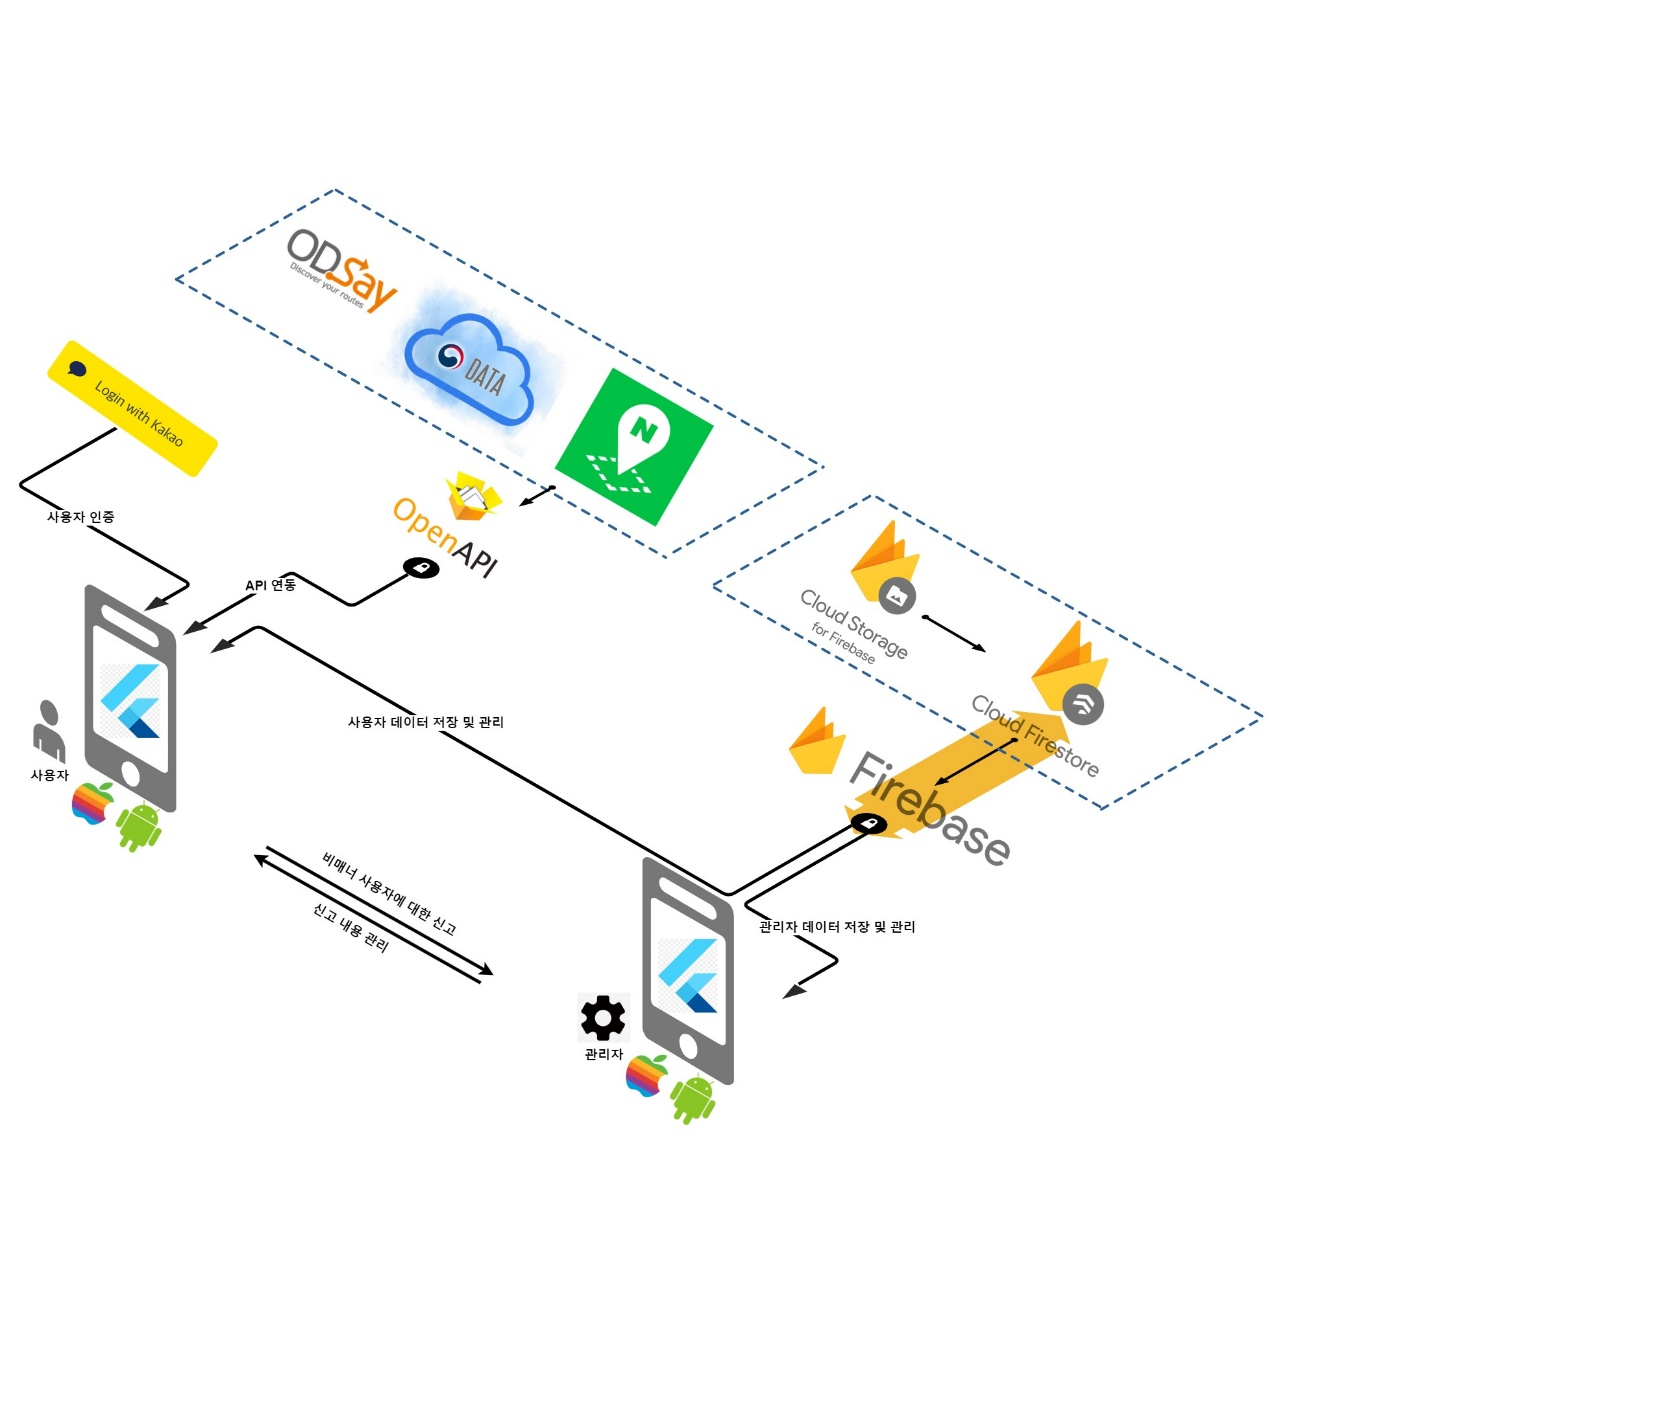 ODSay
Discover your routes
DATA
N
Login with Kakao
사용자 인증
OpenAPI
API 연동
Cloud Storage
for Firebase
Cloud Firestore
Firebase
사용자 데이터 저장 및 관리
사용자
비매너 사용자에 대한 신고
신고 내용 관리
관리자 데이터 저장 및 관리
관리자